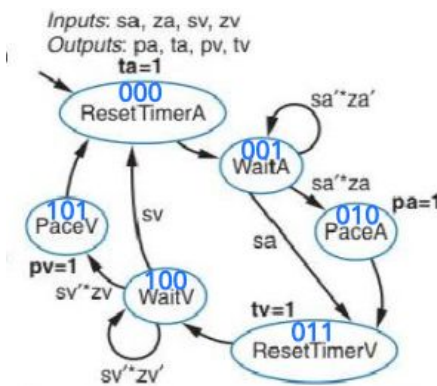 Inputs: sa, za, sv, zv
Outputs: pa, ta, pv, tv
ta=1
000
ResetTimerA
sa'*za'
001
WaitA
sa'*za
pa=1
010
PaceA
sa
sv
101
PaceV
pv=1
sv'*zv
100
WaitV
tv=1
011
ResetTimerV
sv'*zv'